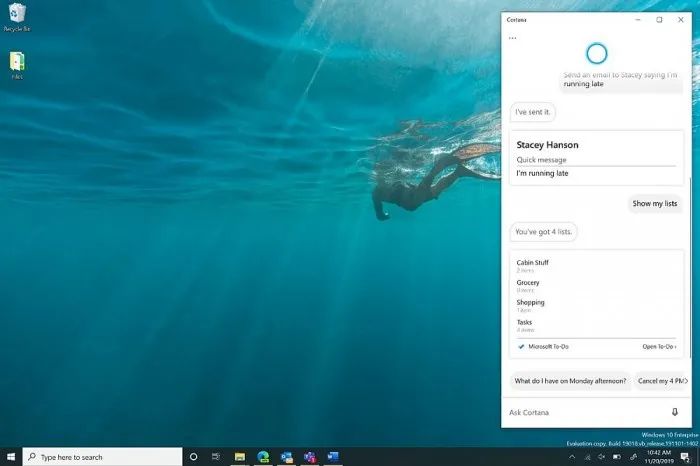 Recycle Bin
Files
Cortana
...
Send an email to Stacey saying I'm
running late
I've sent it.
Stacey Hanson
Quick message
I'm running late
Show my lists
You've got 4 lists.
Cabin Stuff
2 items
Grocery
Shopping
1 item
Tasks
Microsoft To-Do
Open To-Do ›
What do I have on Monday afternoon?
Cancel my 4 PM
Ask Cortana
Windows 10 Enterprise
Evaluation copy. Build 19018.vb_release.191101-1402
Type here to search
10:42 AM
11/20/2019